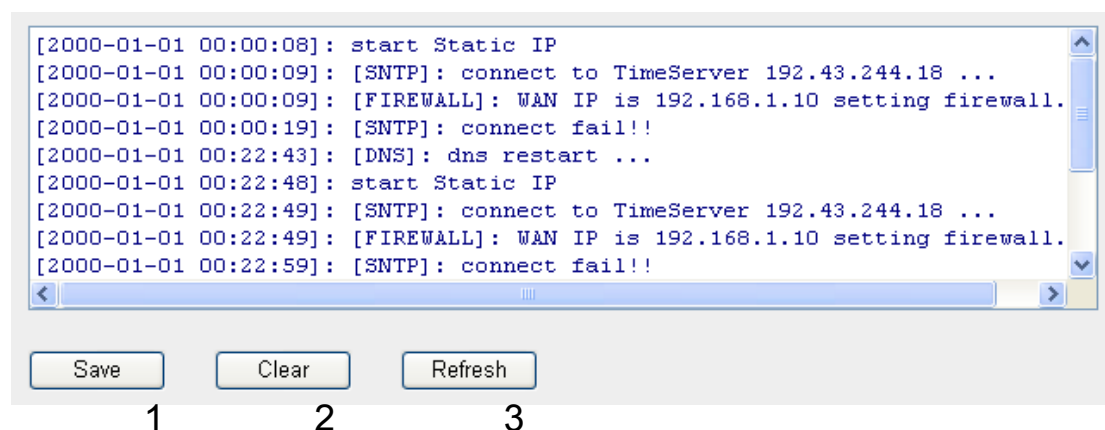 [2000-01-01 00:00:08]: start Static IP
[2000-01-01 00:00:09]: [SNTP]: connect to TimeServer 192.43.244.18 ...
[2000-01-01 00:00:09]: [FIREWALL]: WAN IP is 192.168.1.10 setting firewall.
[2000-01-01 00:00:19]: [SNTP]: connect fail!!
[2000-01-01 00:22:43]: [DNS]: dns restart ...
[2000-01-01 00:22:48]: start Static IP
[2000-01-01 00:22:49]: [SNTP]: connect to TimeServer 192.43.244.18 ...
[2000-01-01 00:22:49]: [FIREWALL]: WAN IP is 192.168.1.10 setting firewall.
[2000-01-01 00:22:59]: [SNTP]: connect fail!!
Save Clear Refresh
1 2 3